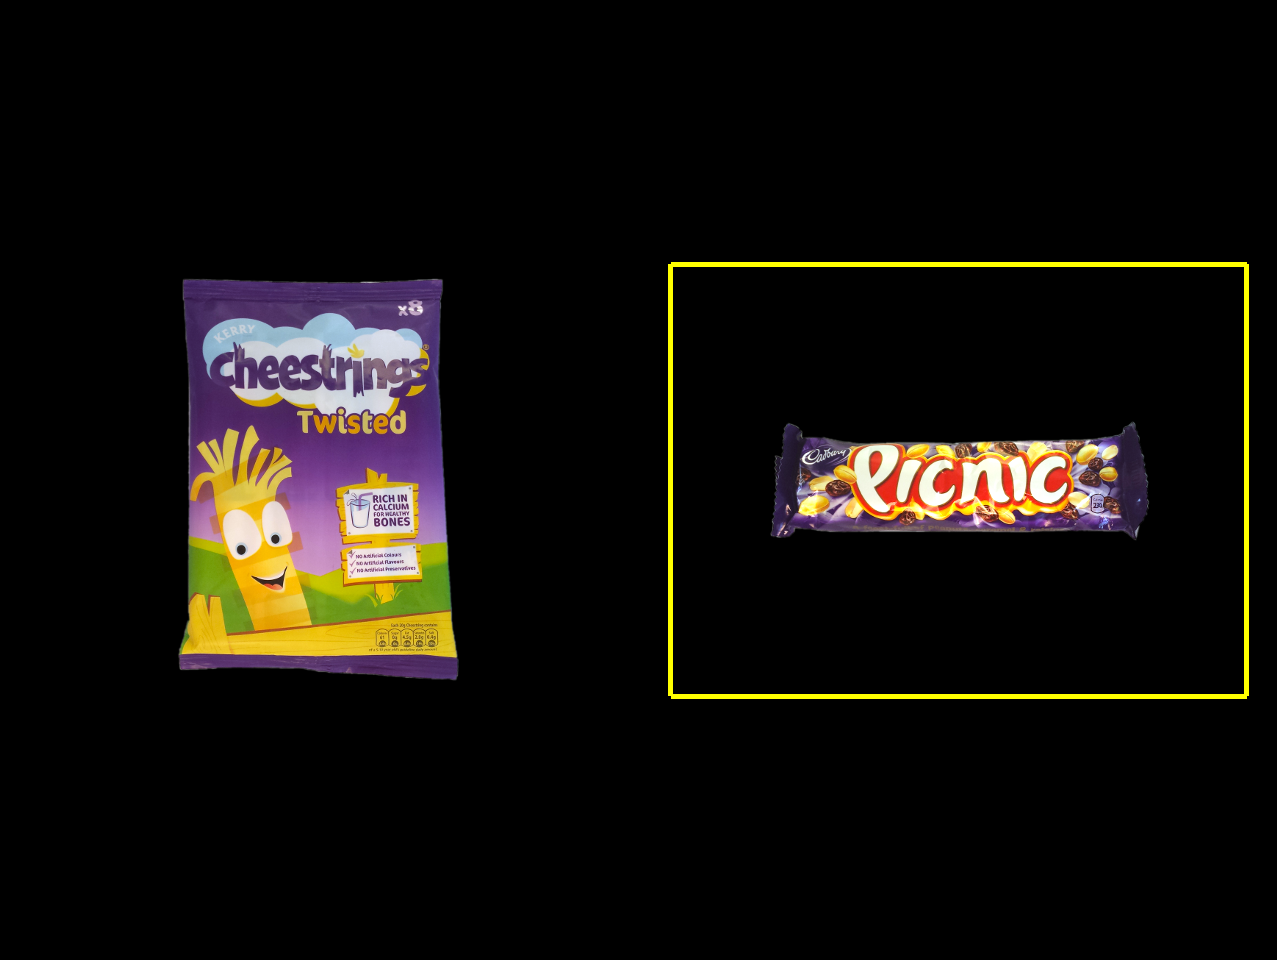 x8
KERRY
Cheestrings
Twisted
RICH IN
CALCIUM
FOR HEALTHY
BONES
NO Artificial Colours
NO Artificial Flavours
NO Artificial Preservatives
Cadbury
Picnic